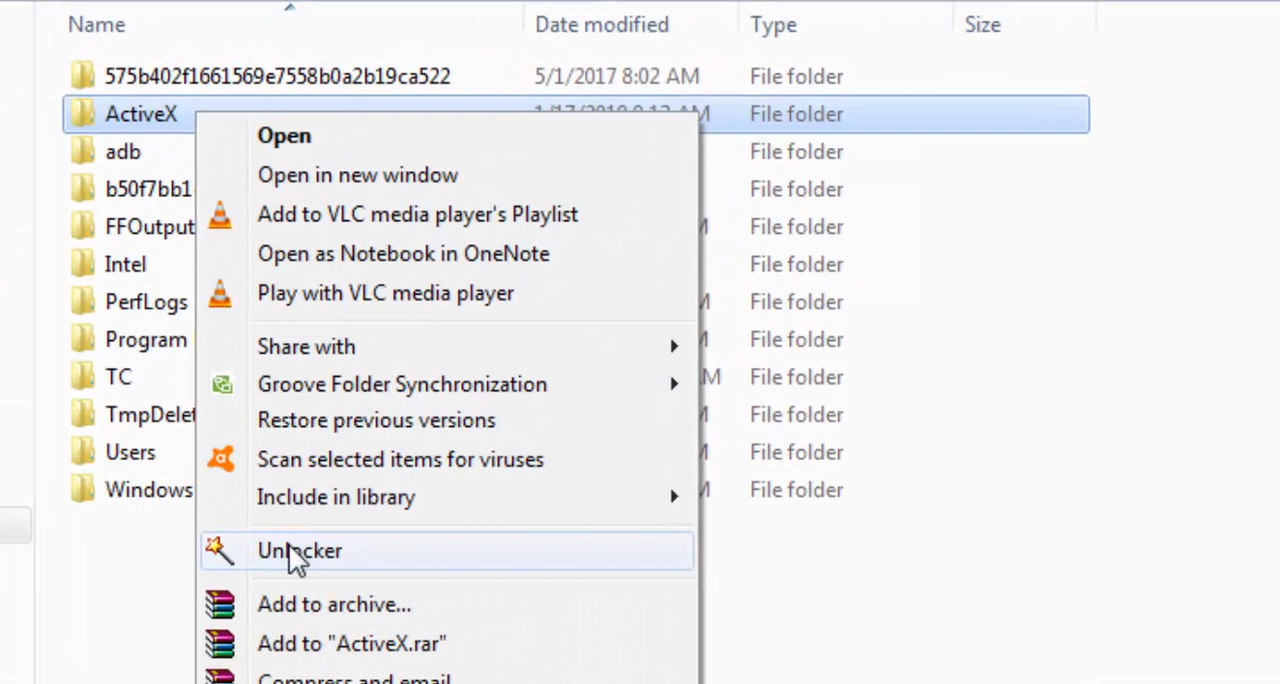 Name Date modified Type Size
575b402f1661569e7558b0a2b19ca522 5/1/2017 8:02 AM File folder
ActiveX File folder
adb File folder
b50f7bb1 File folder
FFOutput File folder
Intel File folder
PerfLogs File folder
Program File folder
TC File folder
TmpDelet File folder
Users File folder
Windows File folder
Open
Open in new window
Add to VLC media player's Playlist
Open as Notebook in OneNote
Play with VLC media player
Share with
Groove Folder Synchronization
Restore previous versions
Scan selected items for viruses
Include in library
Unlocker
Add to archive...
Add to "ActiveX.rar"
Compress and email